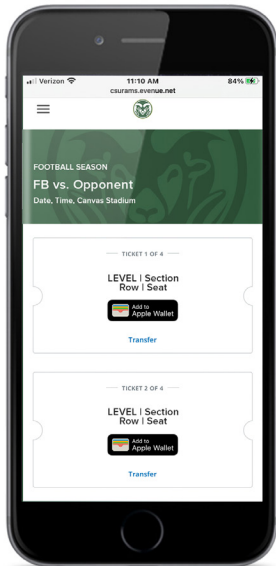 Verizon 11:10 AM 84%
csurams.evenue.net
FOOTBALL SEASON
FB vs. Opponent
Date, Time, Canvas Stadium
TICKET 1 OF 4
LEVEL | Section
Row | Seat
Add to
Apple Wallet
Transfer
TICKET 2 OF 4
LEVEL | Section
Row | Seat
Add to
Apple Wallet
Transfer